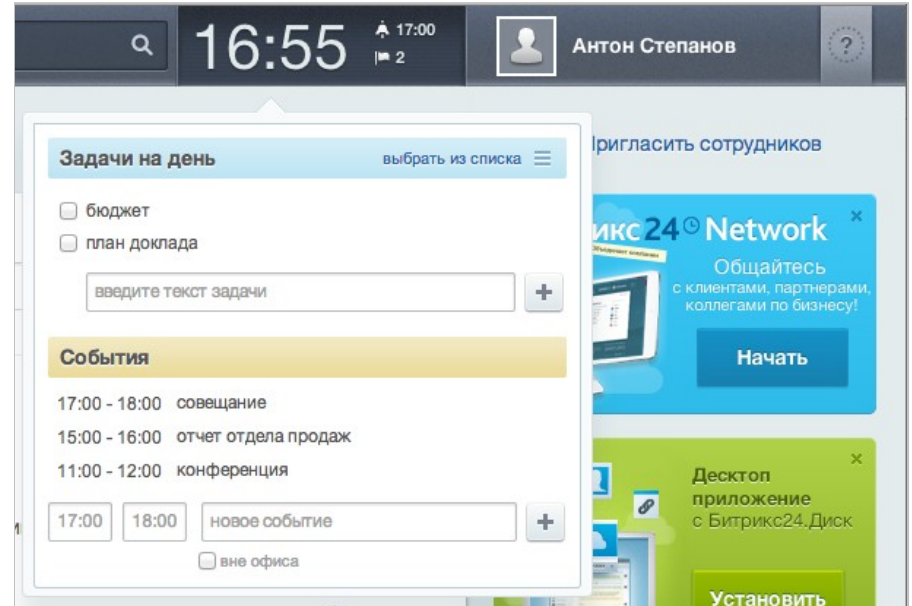 16:55
17:00
2
Антон Степанов
?
Пригласить сотрудников
Задачи на день
выбрать из списка
бюджет
план доклада
введите текст задачи
+
События
17:00 - 18:00 совещание
15:00 - 16:00 отчет отдела продаж
11:00 - 12:00 конференция
17:00 18:00 новое событие
+
вне офиса
икс24 Network
Общайтесь
с клиентами, партнерами,
коллегами по бизнесу!
Начать
Десктоп
приложение
с Битрикс24.Диск
Установить